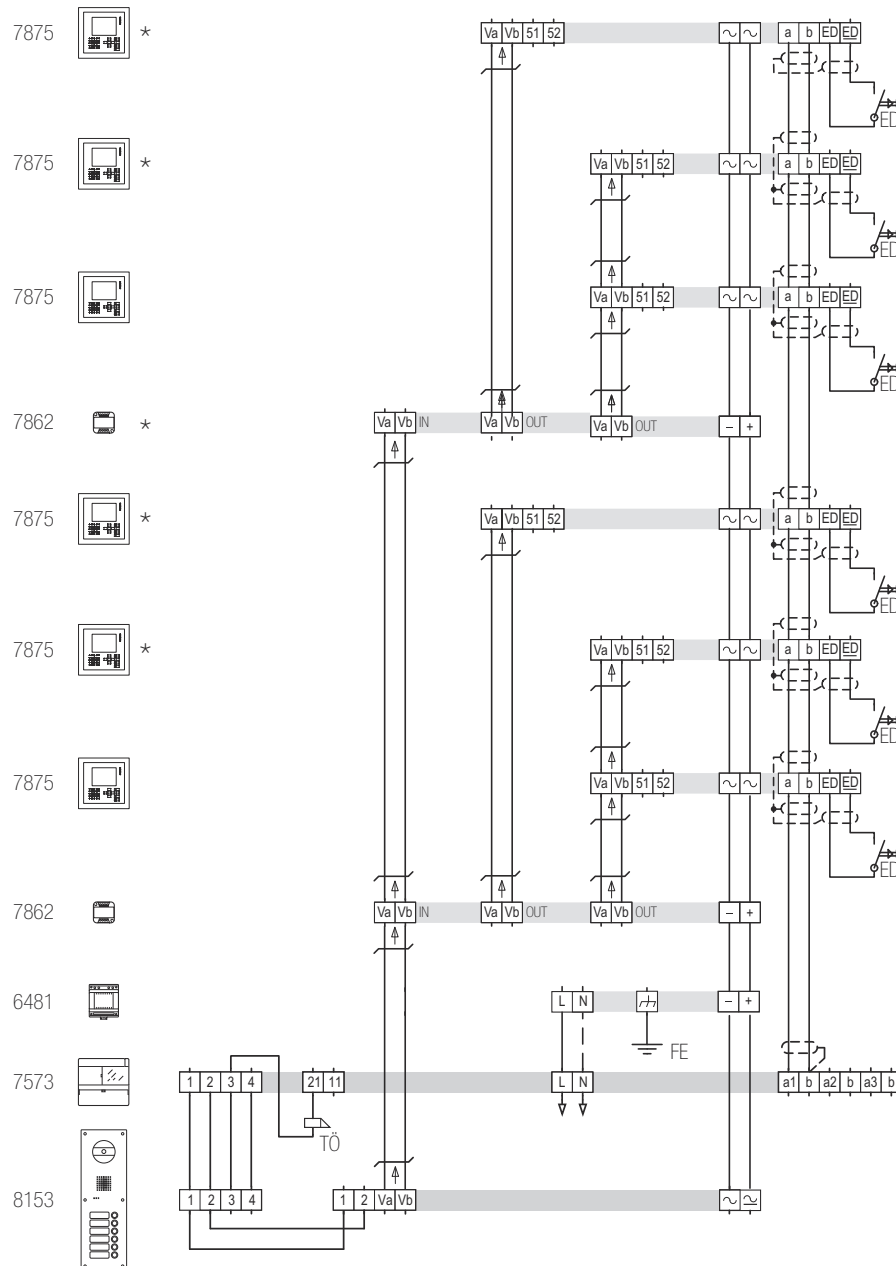 7875 * Va Vb 51 52 ~ ~ a b ED ED
ED
7875 * Va Vb 51 52 ~ ~ a b ED ED
ED
7875 Va Vb 51 52 ~ ~ a b ED ED
ED
7862 * Va Vb IN Va Vb OUT Va Vb OUT – +
7875 * Va Vb 51 52 ~ ~ a b ED ED
ED
7875 * Va Vb 51 52 ~ ~ a b ED ED
ED
7875 Va Vb 51 52 ~ ~ a b ED ED
ED
7862 Va Vb IN Va Vb OUT Va Vb OUT – +
6481 L N – +
FE
7573 1 2 3 4 21 11 L N a1 b a2 b a3 b
TÖ
8153 1 2 3 4 1 2 Va Vb ~ ~